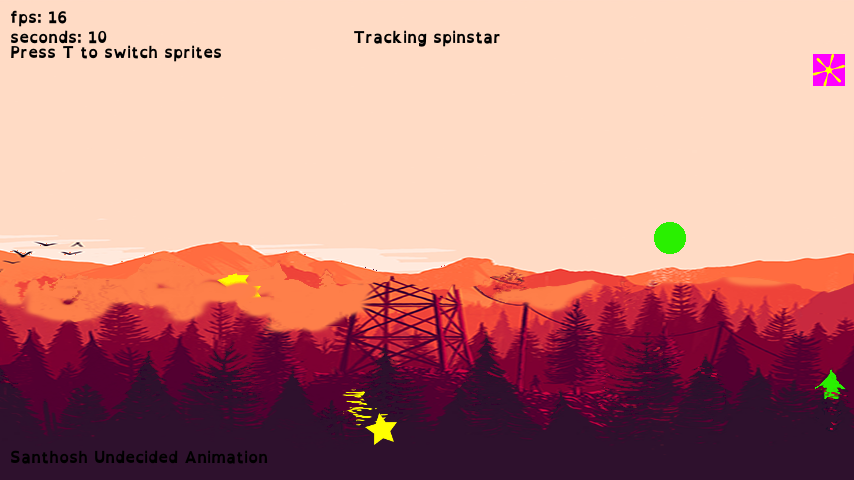 fps: 16
seconds: 10
Press T to switch sprites
Tracking spinstar
Santhosh Undecided Animation